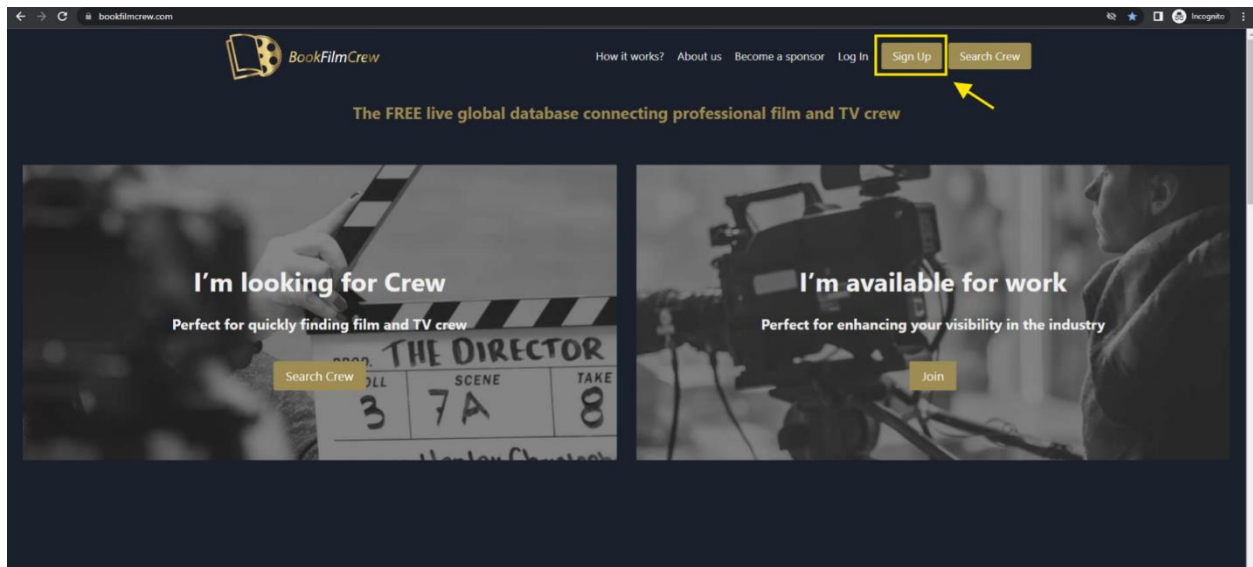 bookfilmcrew.com
Incognito
BookFilmCrew
How it works? About us Become a sponsor Log In Sign Up Search Crew
The FREE live global database connecting professional film and TV crew
I'm looking for Crew
Perfect for quickly finding film and TV crew
Search Crew
THE DIRECTOR
SCENE TAKE
3 7A 8
I'm available for work
Perfect for enhancing your visibility in the industry
Join